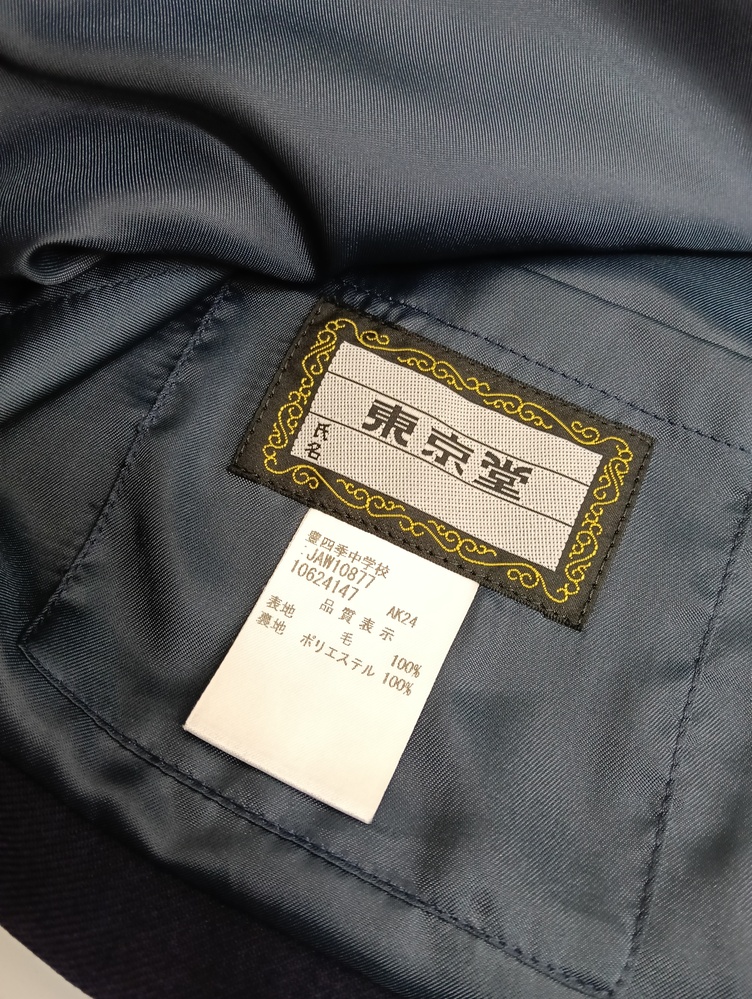 東京堂
氏名
豊四季中学校
:JAW10877
10624147 AK24
品質表示
表地 毛 100%
裏地 ポリエステル 100%